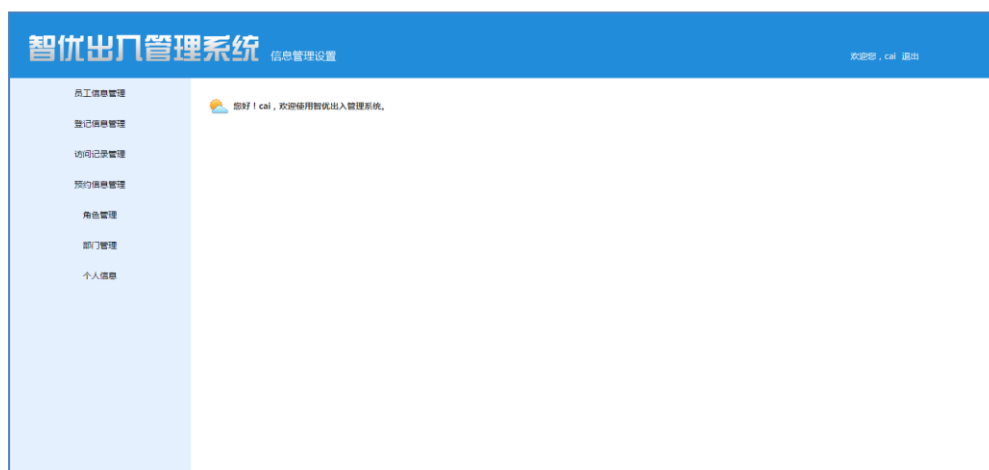 智优出入管理系统 信息管理设置
欢迎您，cai 退出
员工信息管理
您好！cai，欢迎使用智优出入管理系统。
登记信息管理
访问记录管理
预约信息管理
角色管理
部门管理
个人信息